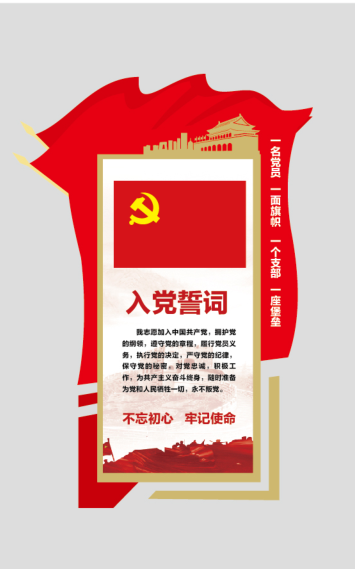 一名党员 一面旗帜 一个支部 一座堡垒
入党誓词
我志愿加入中国共产党，拥护党
的纲领，遵守党的章程，履行党员义
务，执行党的决定，严守党的纪律，
保守党的秘密，对党忠诚，积极工
作，为共产主义奋斗终身，随时准备
为党和人民牺牲一切，永不叛党。
不忘初心 牢记使命